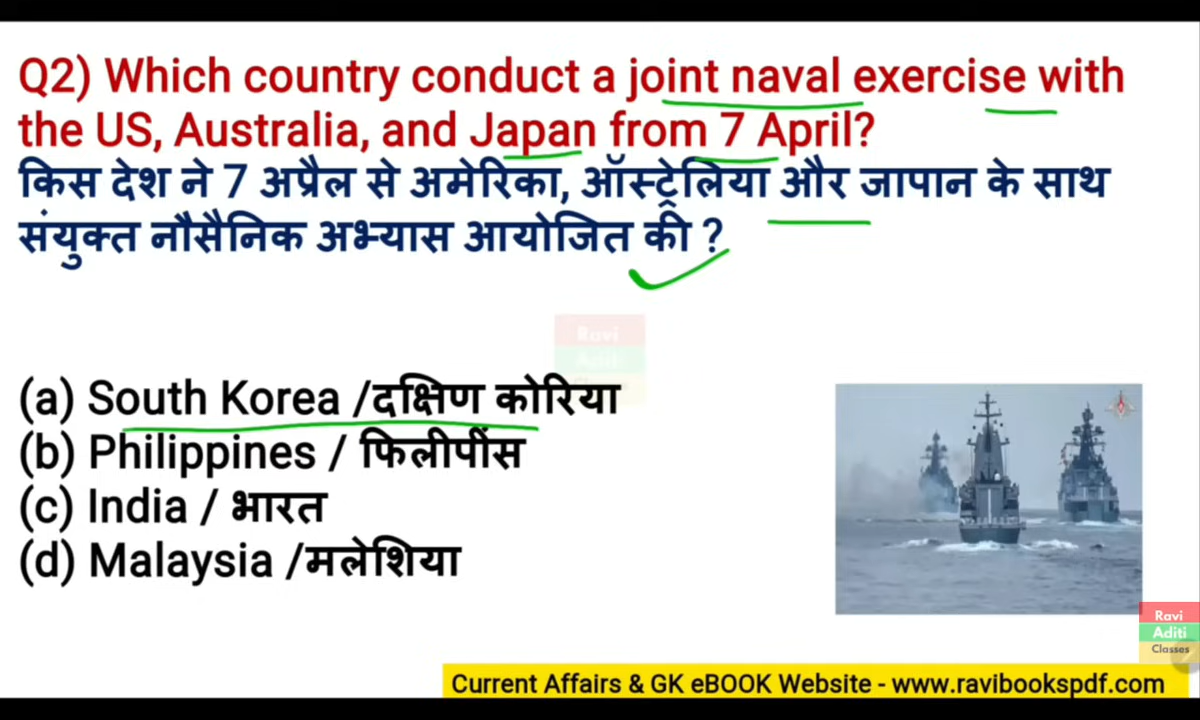 Q2) Which country conduct a joint naval exercise with
the US, Australia, and Japan from 7 April?
किस देश ने 7 अप्रैल से अमेरिका, ऑस्ट्रेलिया और जापान के साथ
संयुक्त नौसैनिक अभ्यास आयोजित की ?
Ravi
Aditi
(a) South Korea /दक्षिण कोरिया
(b) Philippines / फिलीपींस
(c) India / भारत
(d) Malaysia /मलेशिया
Ravi
Aditi
Classes
Current Affairs & GK eBOOK Website - www.ravibookspdf.com